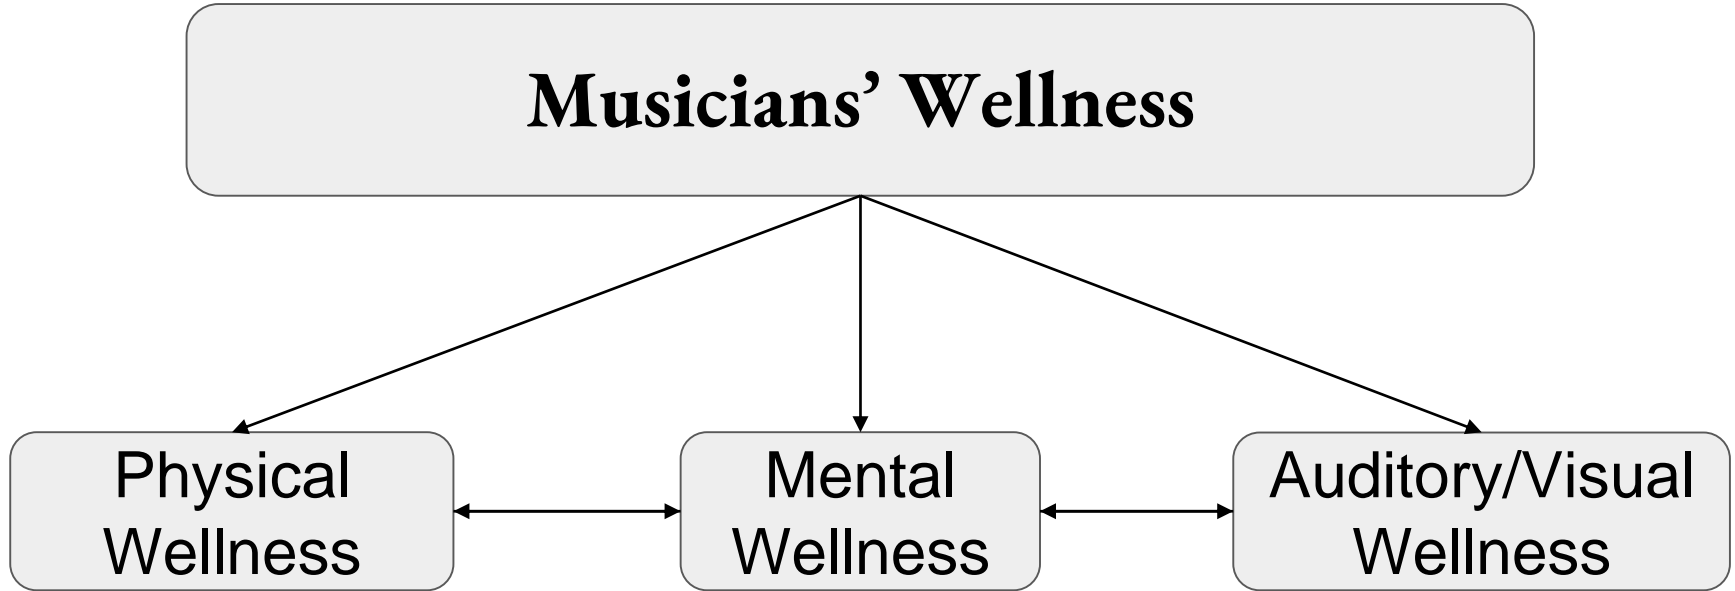 Musicians’ Wellness
Physical
Wellness
Mental
Wellness
Auditory/Visual
Wellness